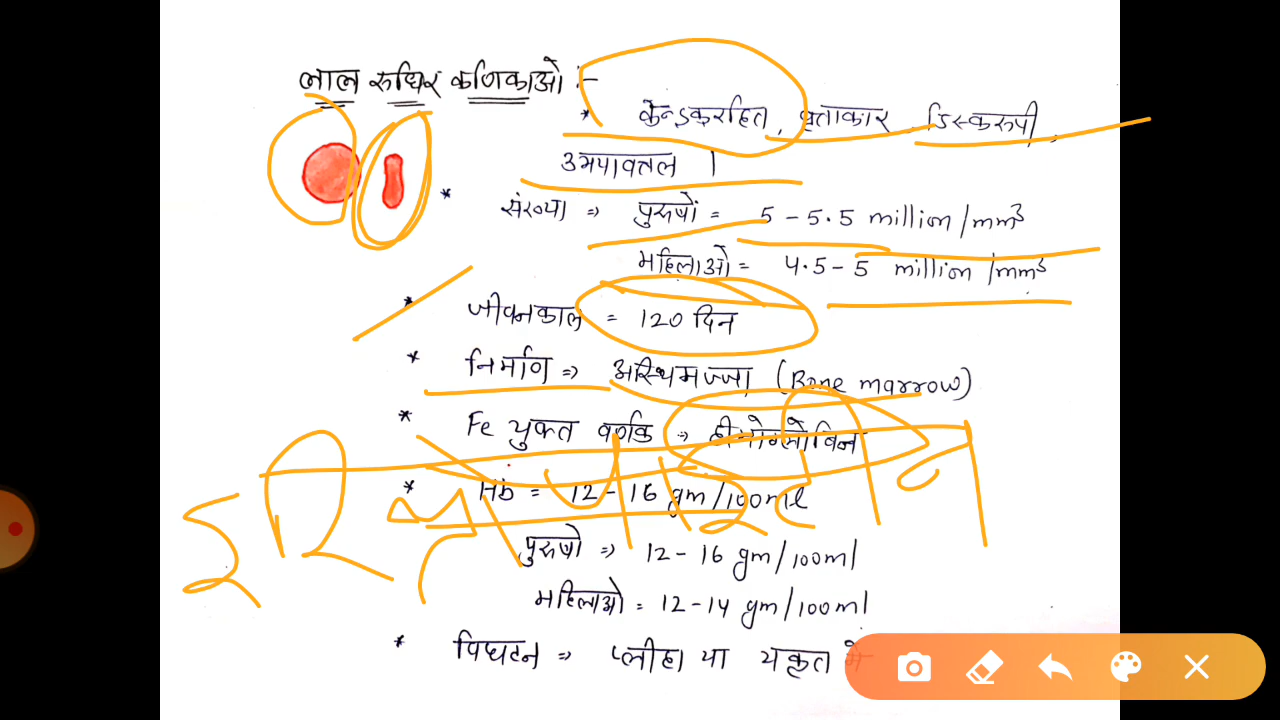 लाल रुधिर कणिकाओ :-
* केन्द्रकरहित, वृताकार, डिस्करुपी,
उभयावतल ।
* संख्या => पुरुषों = 5 - 5.5 million/mm³
महिलाओ = 4.5 - 5 million/mm³
* जीवनकाल = 120 दिन
* निर्माण => अस्थिमज्जा (Bone marrow)
* Fe युक्त वर्णक => हीमोग्लोबिन
* Hb = 12 - 16 gm/100ml
पुरुषो => 12 - 16 gm/100ml
महिलाओ = 12 - 14 gm/100ml
* विघटन => प्लीहा या यकृत में